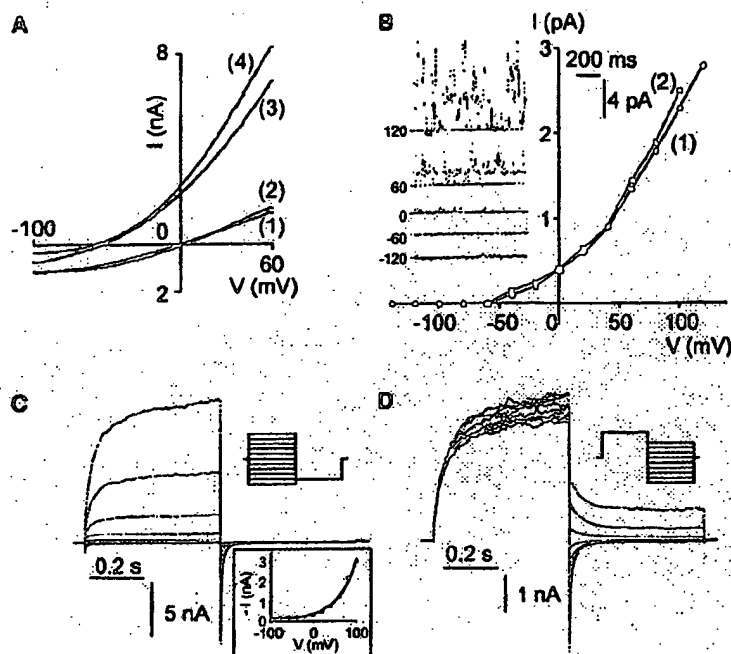 A
8
(4)
(3)
I (nA)
(2)
(1)
-100
0
60
2
V (mV)
B
I (pA)
3
200 ms
4 pA
(2)
(1)
2
1
120
60
0
-60
-120
-100
-50
0
50
100
V (mV)
C
0.2 s
5 nA
-I (nA)
3
2
1
0
-100
0
100
V (mV)
D
0.2 s
1 nA